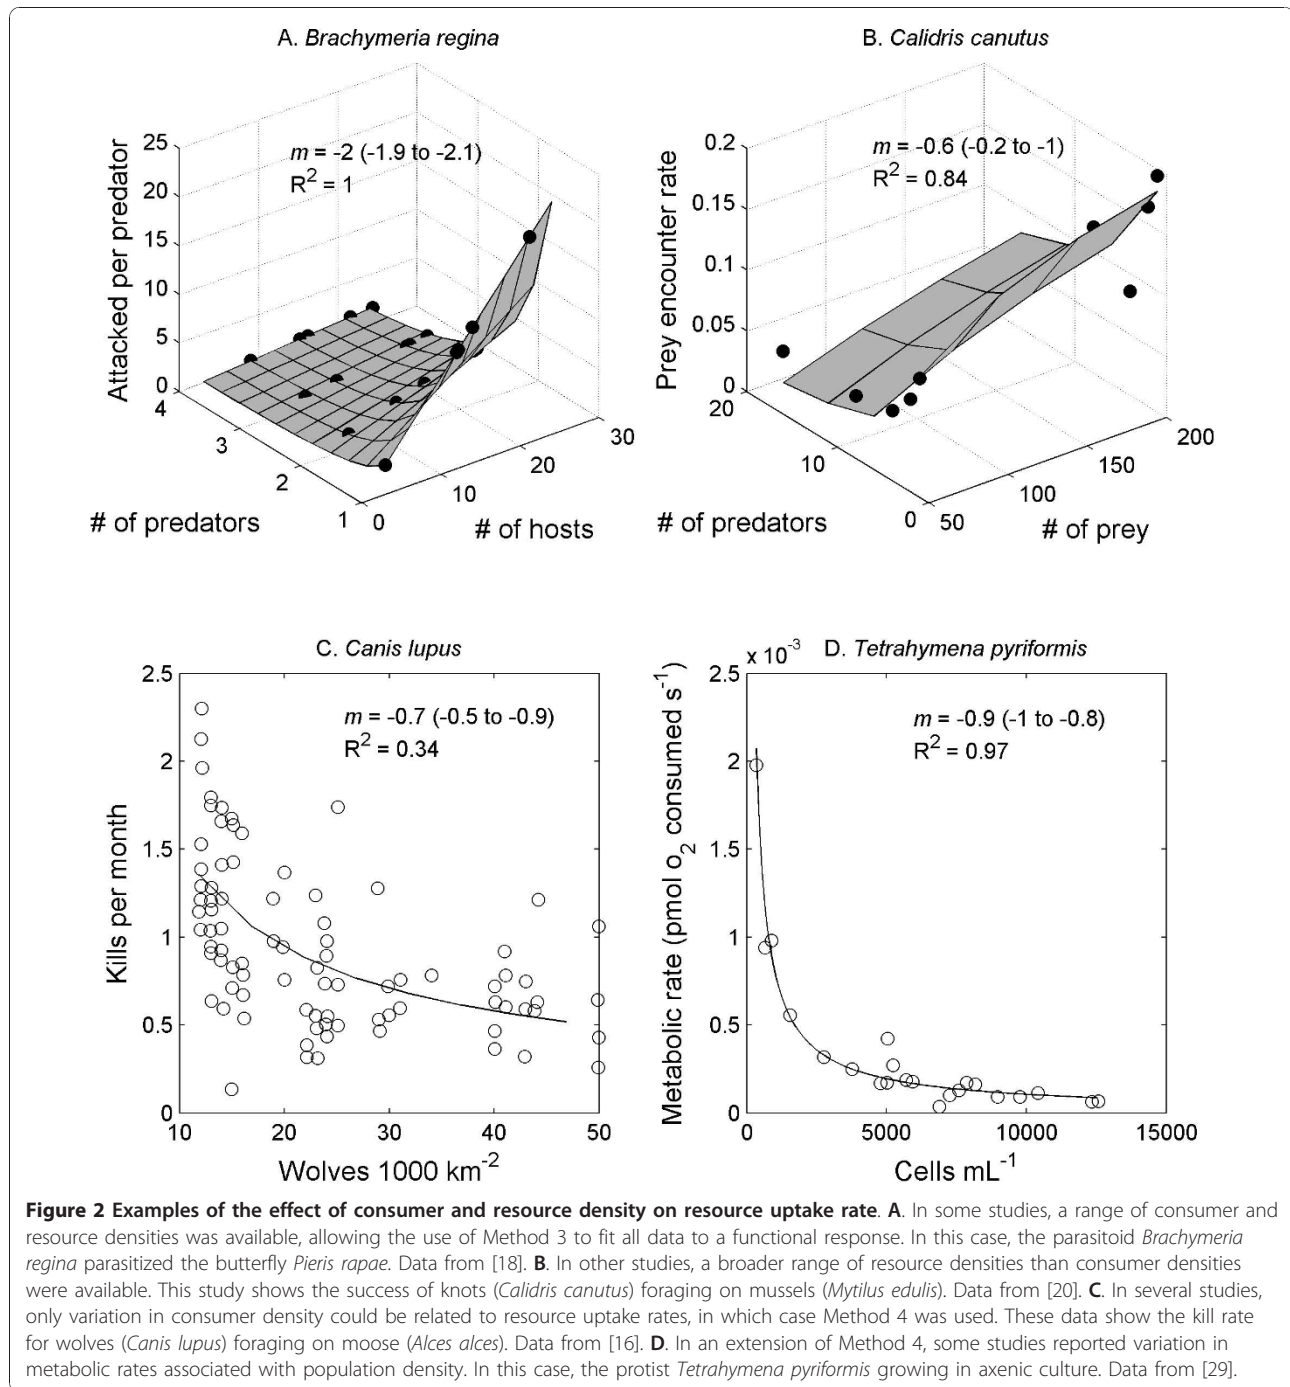 A. Brachymeria regina
m = -2 (-1.9 to -2.1)
R² = 1
Attacked per predator
25
20
15
10
5
0
4
3
2
1
# of predators
0
10
20
30
# of hosts
B. Calidris canutus
m = -0.6 (-0.2 to -1)
R² = 0.84
Prey encounter rate
0.2
0.15
0.1
0.05
0
20
10
0
# of predators
50
100
150
200
# of prey
C. Canis lupus
m = -0.7 (-0.5 to -0.9)
R² = 0.34
Kills per month
2.5
2
1.5
1
0.5
0
10
20
30
40
50
Wolves 1000 km⁻²
x 10⁻³
D. Tetrahymena pyriformis
m = -0.9 (-1 to -0.8)
R² = 0.97
Metabolic rate (pmol o₂ consumed s⁻¹)
2.5
2
1.5
1
0.5
0
0
5000
10000
15000
Cells mL⁻¹
Figure 2 Examples of the effect of consumer and resource density on resource uptake rate. A. In some studies, a range of consumer and
resource densities was available, allowing the use of Method 3 to fit all data to a functional response. In this case, the parasitoid Brachymeria
regina parasitized the butterfly Pieris rapae. Data from [18]. B. In other studies, a broader range of resource densities than consumer densities
were available. This study shows the success of knots (Calidris canutus) foraging on mussels (Mytilus edulis). Data from [20]. C. In several studies,
only variation in consumer density could be related to resource uptake rates, in which case Method 4 was used. These data show the kill rate
for wolves (Canis lupus) foraging on moose (Alces alces). Data from [16]. D. In an extension of Method 4, some studies reported variation in
metabolic rates associated with population density. In this case, the protist Tetrahymena pyriformis growing in axenic culture. Data from [29].